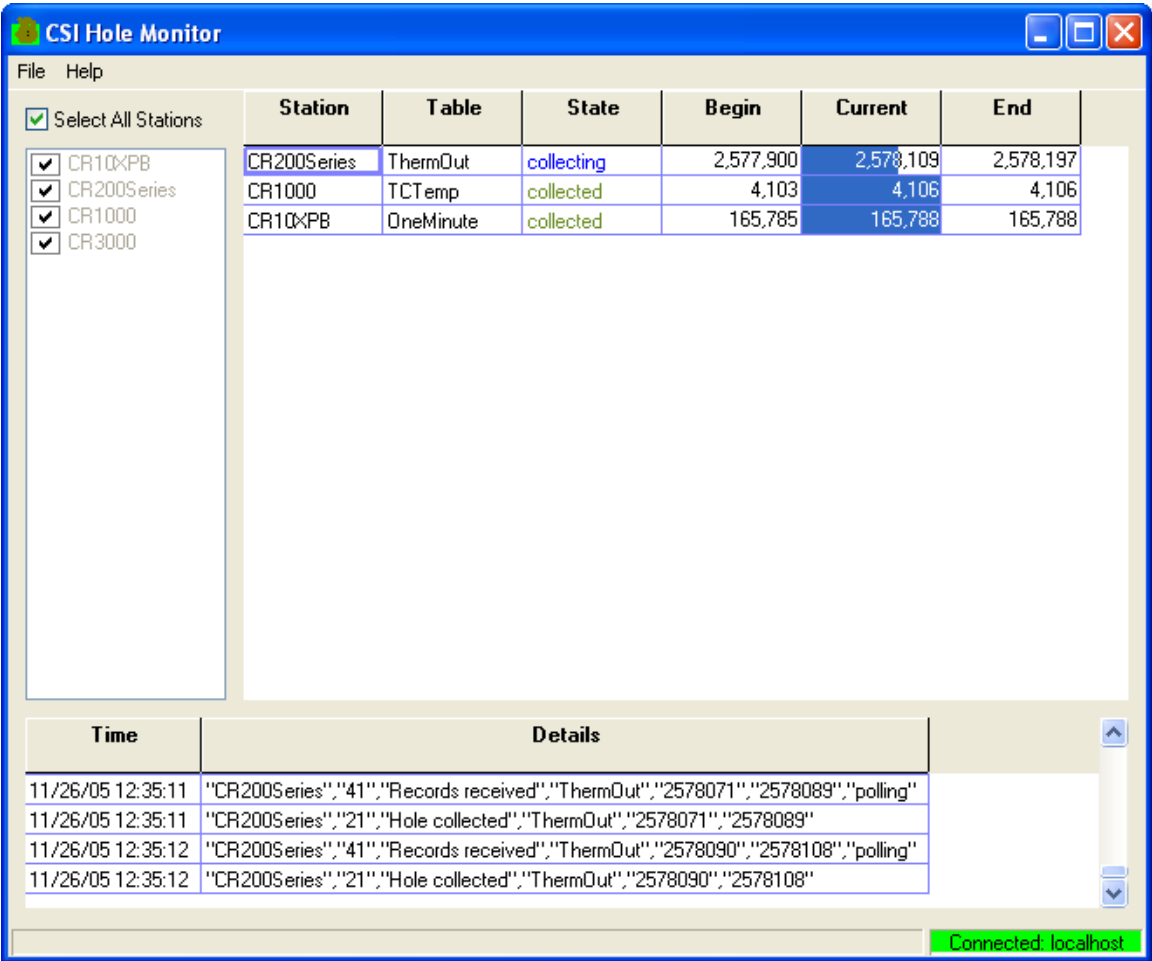 CSI Hole Monitor
File Help
Select All Stations
CR10XPB
CR200Series
CR1000
CR3000
Station Table State Begin Current End
CR200Series ThermOut collecting 2,577,900 2,578,109 2,578,197
CR1000 TCTemp collected 4,103 4,106 4,106
CR10XPB OneMinute collected 165,785 165,788 165,788
Time Details
11/26/05 12:35:11 "CR200Series","41","Records received","ThermOut","2578071","2578089","polling"
11/26/05 12:35:11 "CR200Series","21","Hole collected","ThermOut","2578071","2578089"
11/26/05 12:35:12 "CR200Series","41","Records received","ThermOut","2578090","2578108","polling"
11/26/05 12:35:12 "CR200Series","21","Hole collected","ThermOut","2578090","2578108"
Connected: localhost